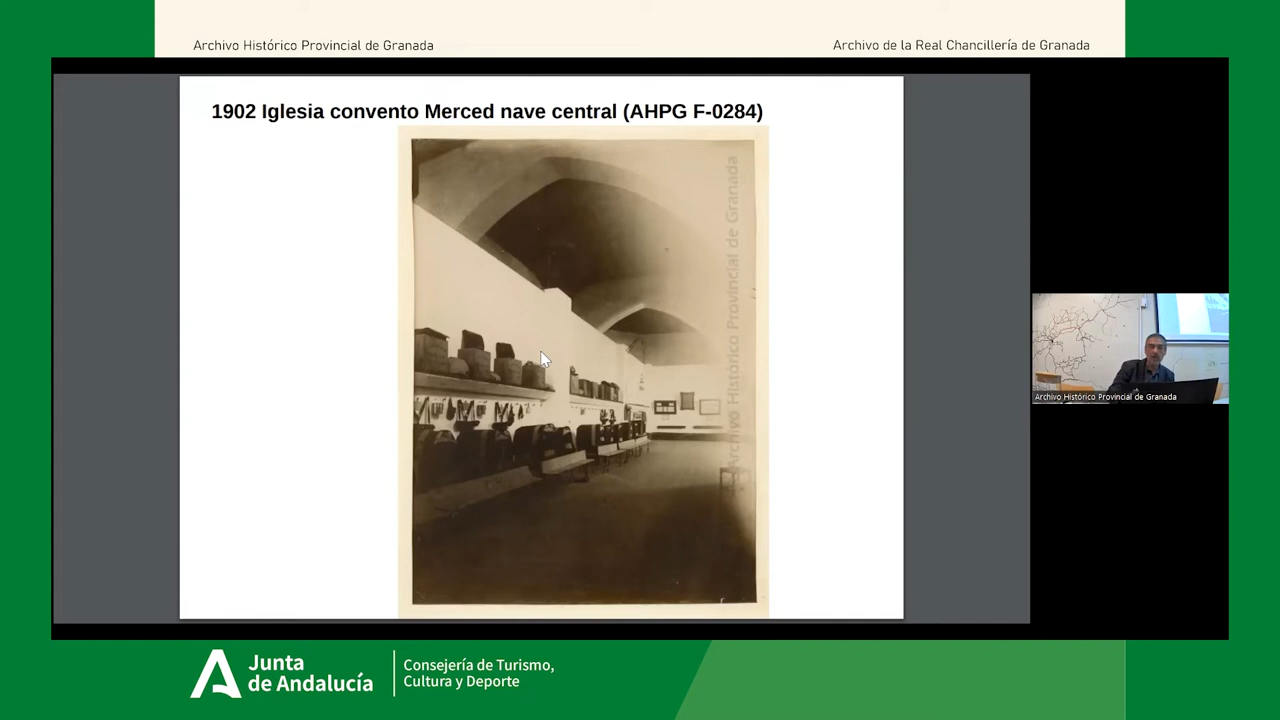 Archivo Histórico Provincial de Granada
Archivo de la Real Chancillería de Granada
1902 Iglesia convento Merced nave central (AHPG F-0284)
Archivo Histórico Provincial de Granada
Archivo Histórico Provincial de Granada
Junta
de Andalucía
Consejería de Turismo,
Cultura y Deporte